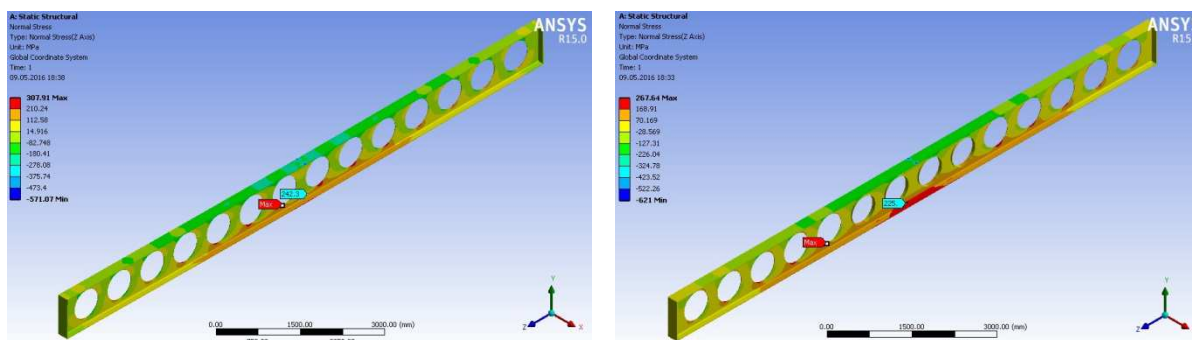 A: Static Structural
Normal Stress
Type: Normal Stress(Z Axis)
Unit: MPa
Global Coordinate System
Time: 1
09.05.2016 18:38
307.91 Max
210.24
112.58
14.916
-82.748
-180.41
-278.08
-375.74
-473.4
-571.07 Min
ANSYS
R15.0
242.3
Max
0.00 1500.00 3000.00 (mm)
Y
Z X
A: Static Structural
Normal Stress
Type: Normal Stress(Z Axis)
Unit: MPa
Global Coordinate System
Time: 1
09.05.2016 18:33
267.64 Max
168.91
70.169
-28.569
-127.31
-226.04
-324.78
-423.52
-522.26
-621 Min
ANSYS
R15
225.
Max
0.00 1500.00 3000.00 (mm)
Y
Z X